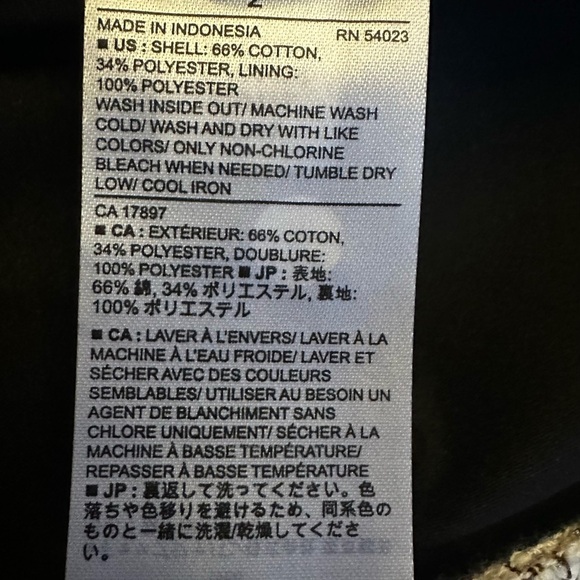 2
MADE IN INDONESIA RN 54023
■ US : SHELL: 66% COTTON,
34% POLYESTER, LINING:
100% POLYESTER
WASH INSIDE OUT/ MACHINE WASH
COLD/ WASH AND DRY WITH LIKE
COLORS/ ONLY NON-CHLORINE
BLEACH WHEN NEEDED/ TUMBLE DRY
LOW/ COOL IRON
CA 17897
■ CA : EXTÉRIEUR: 66% COTON,
34% POLYESTER, DOUBLURE:
100% POLYESTER ■ JP : 表地:
66% 綿, 34% ポリエステル, 裏地:
100% ポリエステル
■ CA : LAVER À L'ENVERS/ LAVER À LA
MACHINE À L'EAU FROIDE/ LAVER ET
SÉCHER AVEC DES COULEURS
SEMBLABLES/ UTILISER AU BESOIN UN
AGENT DE BLANCHIMENT SANS
CHLORE UNIQUEMENT/ SÉCHER À LA
MACHINE À BASSE TEMPÉRATURE/
REPASSER À BASSE TEMPÉRATURE
■ JP : 裏返して洗ってください。色
落ちや色移りを避けるため、同系色の
ものと一緒に洗濯/乾燥してくださ
い。